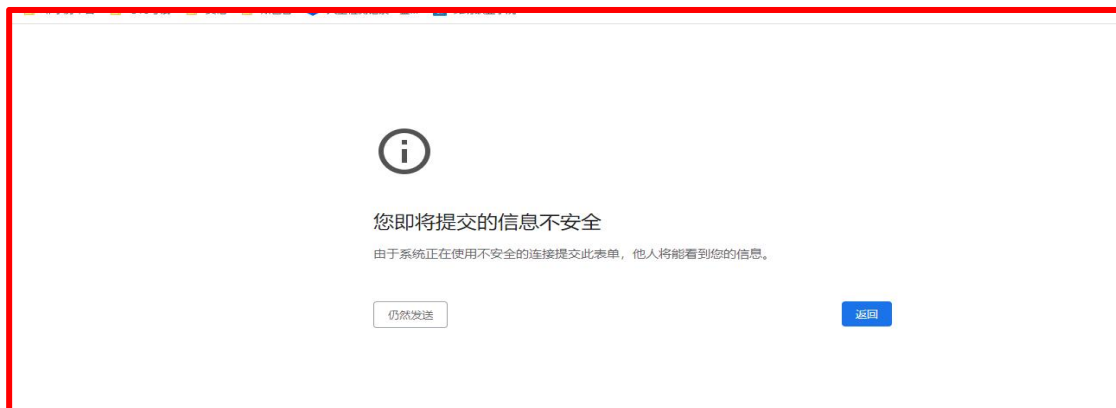 您即将提交的信息不安全
由于系统正在使用不安全的连接提交此表单，他人将能看到您的信息。
仍然发送
返回